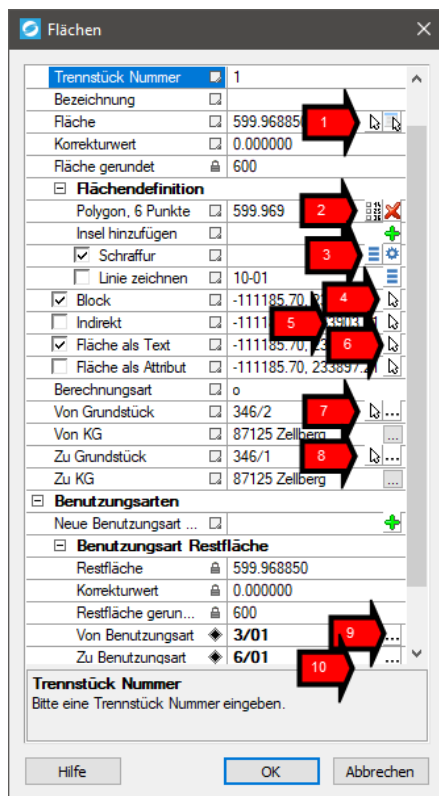 Flächen
Trennstück Nummer 1
Bezeichnung
Fläche 599.968850 1
Korrekturwert 0.000000
Fläche gerundet 600
Flächendefinition
Polygon, 6 Punkte 599.969 2
Insel hinzufügen
Schraffur 3
Linie zeichnen 10-01
Block -111185.70, 4
Indirekt 5
Fläche als Text -111185.70, 6
Fläche als Attribut -111185.70, 233897.21
Berechnungsart o
Von Grundstück 346/2 7 ...
Von KG 87125 Zellberg ...
Zu Grundstück 346/1 8 ...
Zu KG 87125 Zellberg ...
Benutzungsarten
Neue Benutzungsart ...
Benutzungsart Restfläche
Restfläche 599.968850
Korrekturwert 0.000000
Restfläche gerun... 600
Von Benutzungsart 3/01 9 ...
Zu Benutzungsart 6/01 10 ...
Trennstück Nummer
Bitte eine Trennstück Nummer eingeben.
Hilfe OK Abbrechen